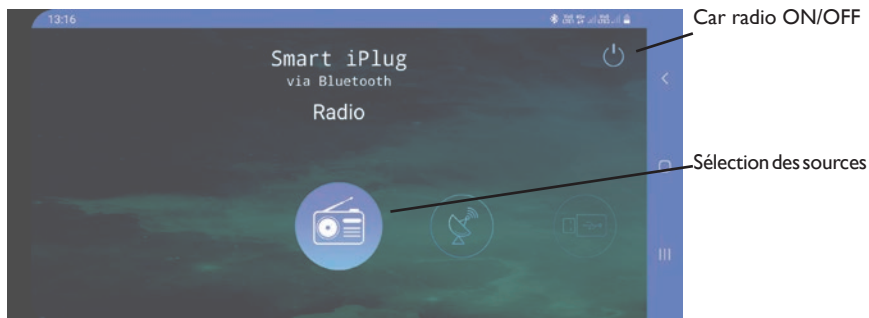 13:16
Smart iPlug
via Bluetooth
Radio
Car radio ON/OFF
Sélection des sources